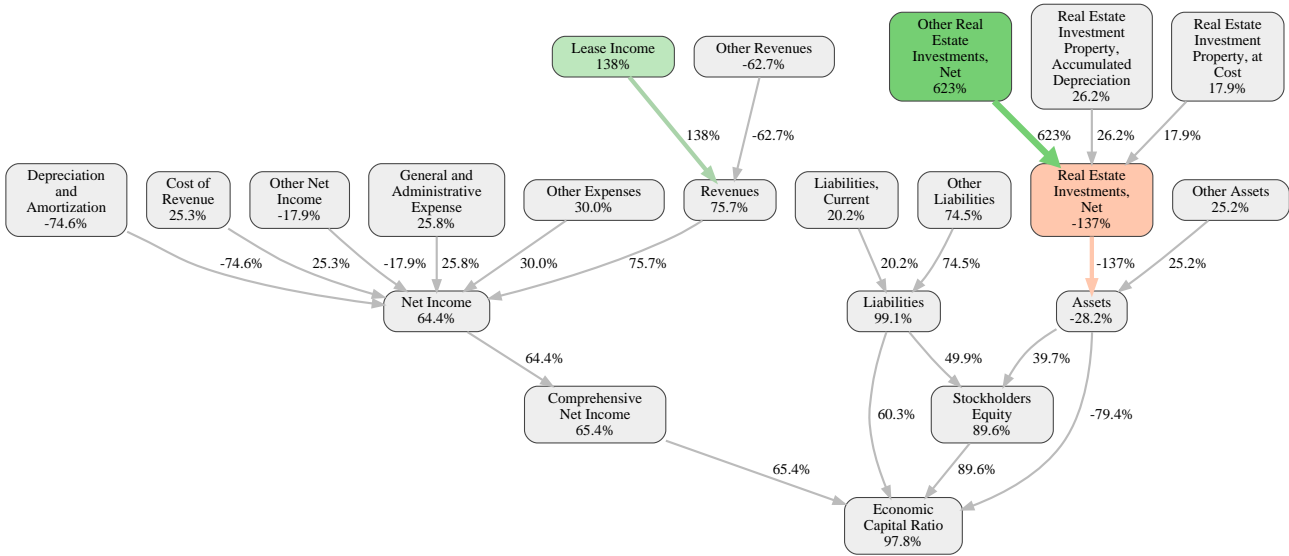 Lease Income
138%
Other Revenues
-62.7%
Other Real
Estate
Investments,
Net
623%
Real Estate
Investment
Property,
Accumulated
Depreciation
26.2%
Real Estate
Investment
Property, at
Cost
17.9%
138%
-62.7%
623%
26.2%
17.9%
Depreciation
and
Amortization
-74.6%
Cost of
Revenue
25.3%
Other Net
Income
-17.9%
General and
Administrative
Expense
25.8%
Other Expenses
30.0%
Revenues
75.7%
Liabilities,
Current
20.2%
Other
Liabilities
74.5%
Real Estate
Investments,
Net
-137%
Other Assets
25.2%
-74.6%
25.3%
-17.9%
25.8%
30.0%
75.7%
20.2%
74.5%
-137%
25.2%
Net Income
64.4%
Liabilities
99.1%
Assets
-28.2%
64.4%
49.9%
39.7%
Comprehensive
Net Income
65.4%
60.3%
Stockholders
Equity
89.6%
-79.4%
65.4%
89.6%
Economic
Capital Ratio
97.8%